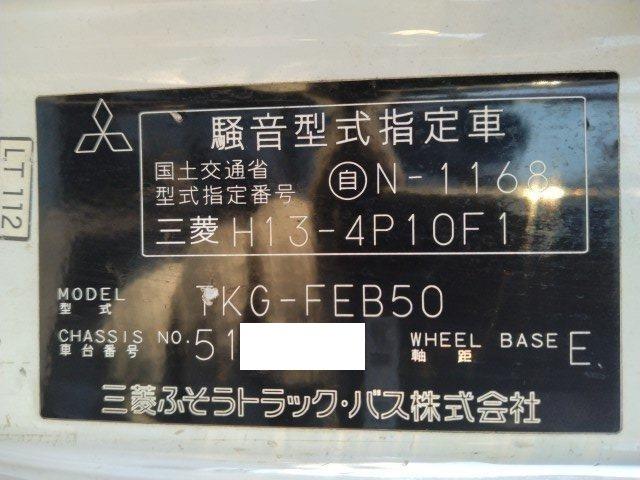 騒音型式指定車
国土交通省
型式指定番号 自N-1168
三菱 H13-4P10F1
LT112
MODEL
型式 TKG-FEB50
CHASSIS NO.
車台番号 51
WHEEL BASE
軸距 E
三菱ふそうトラック・バス株式会社